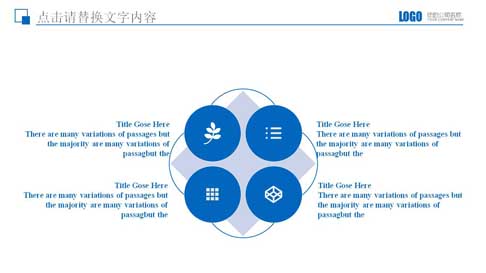 点击请替换文字内容
LOGO
YOUR COMPANY NAME
Title Gose Here
There are many variations of passages but
the majority are many variations of
passagbut the
Title Gose Here
There are many variations of passages but
the majority are many variations of
passagbut the
Title Gose Here
There are many variations of passages but
the majority are many variations of
passagbut the
Title Gose Here
There are many variations of passages but
the majority are many variations of
passagbut the